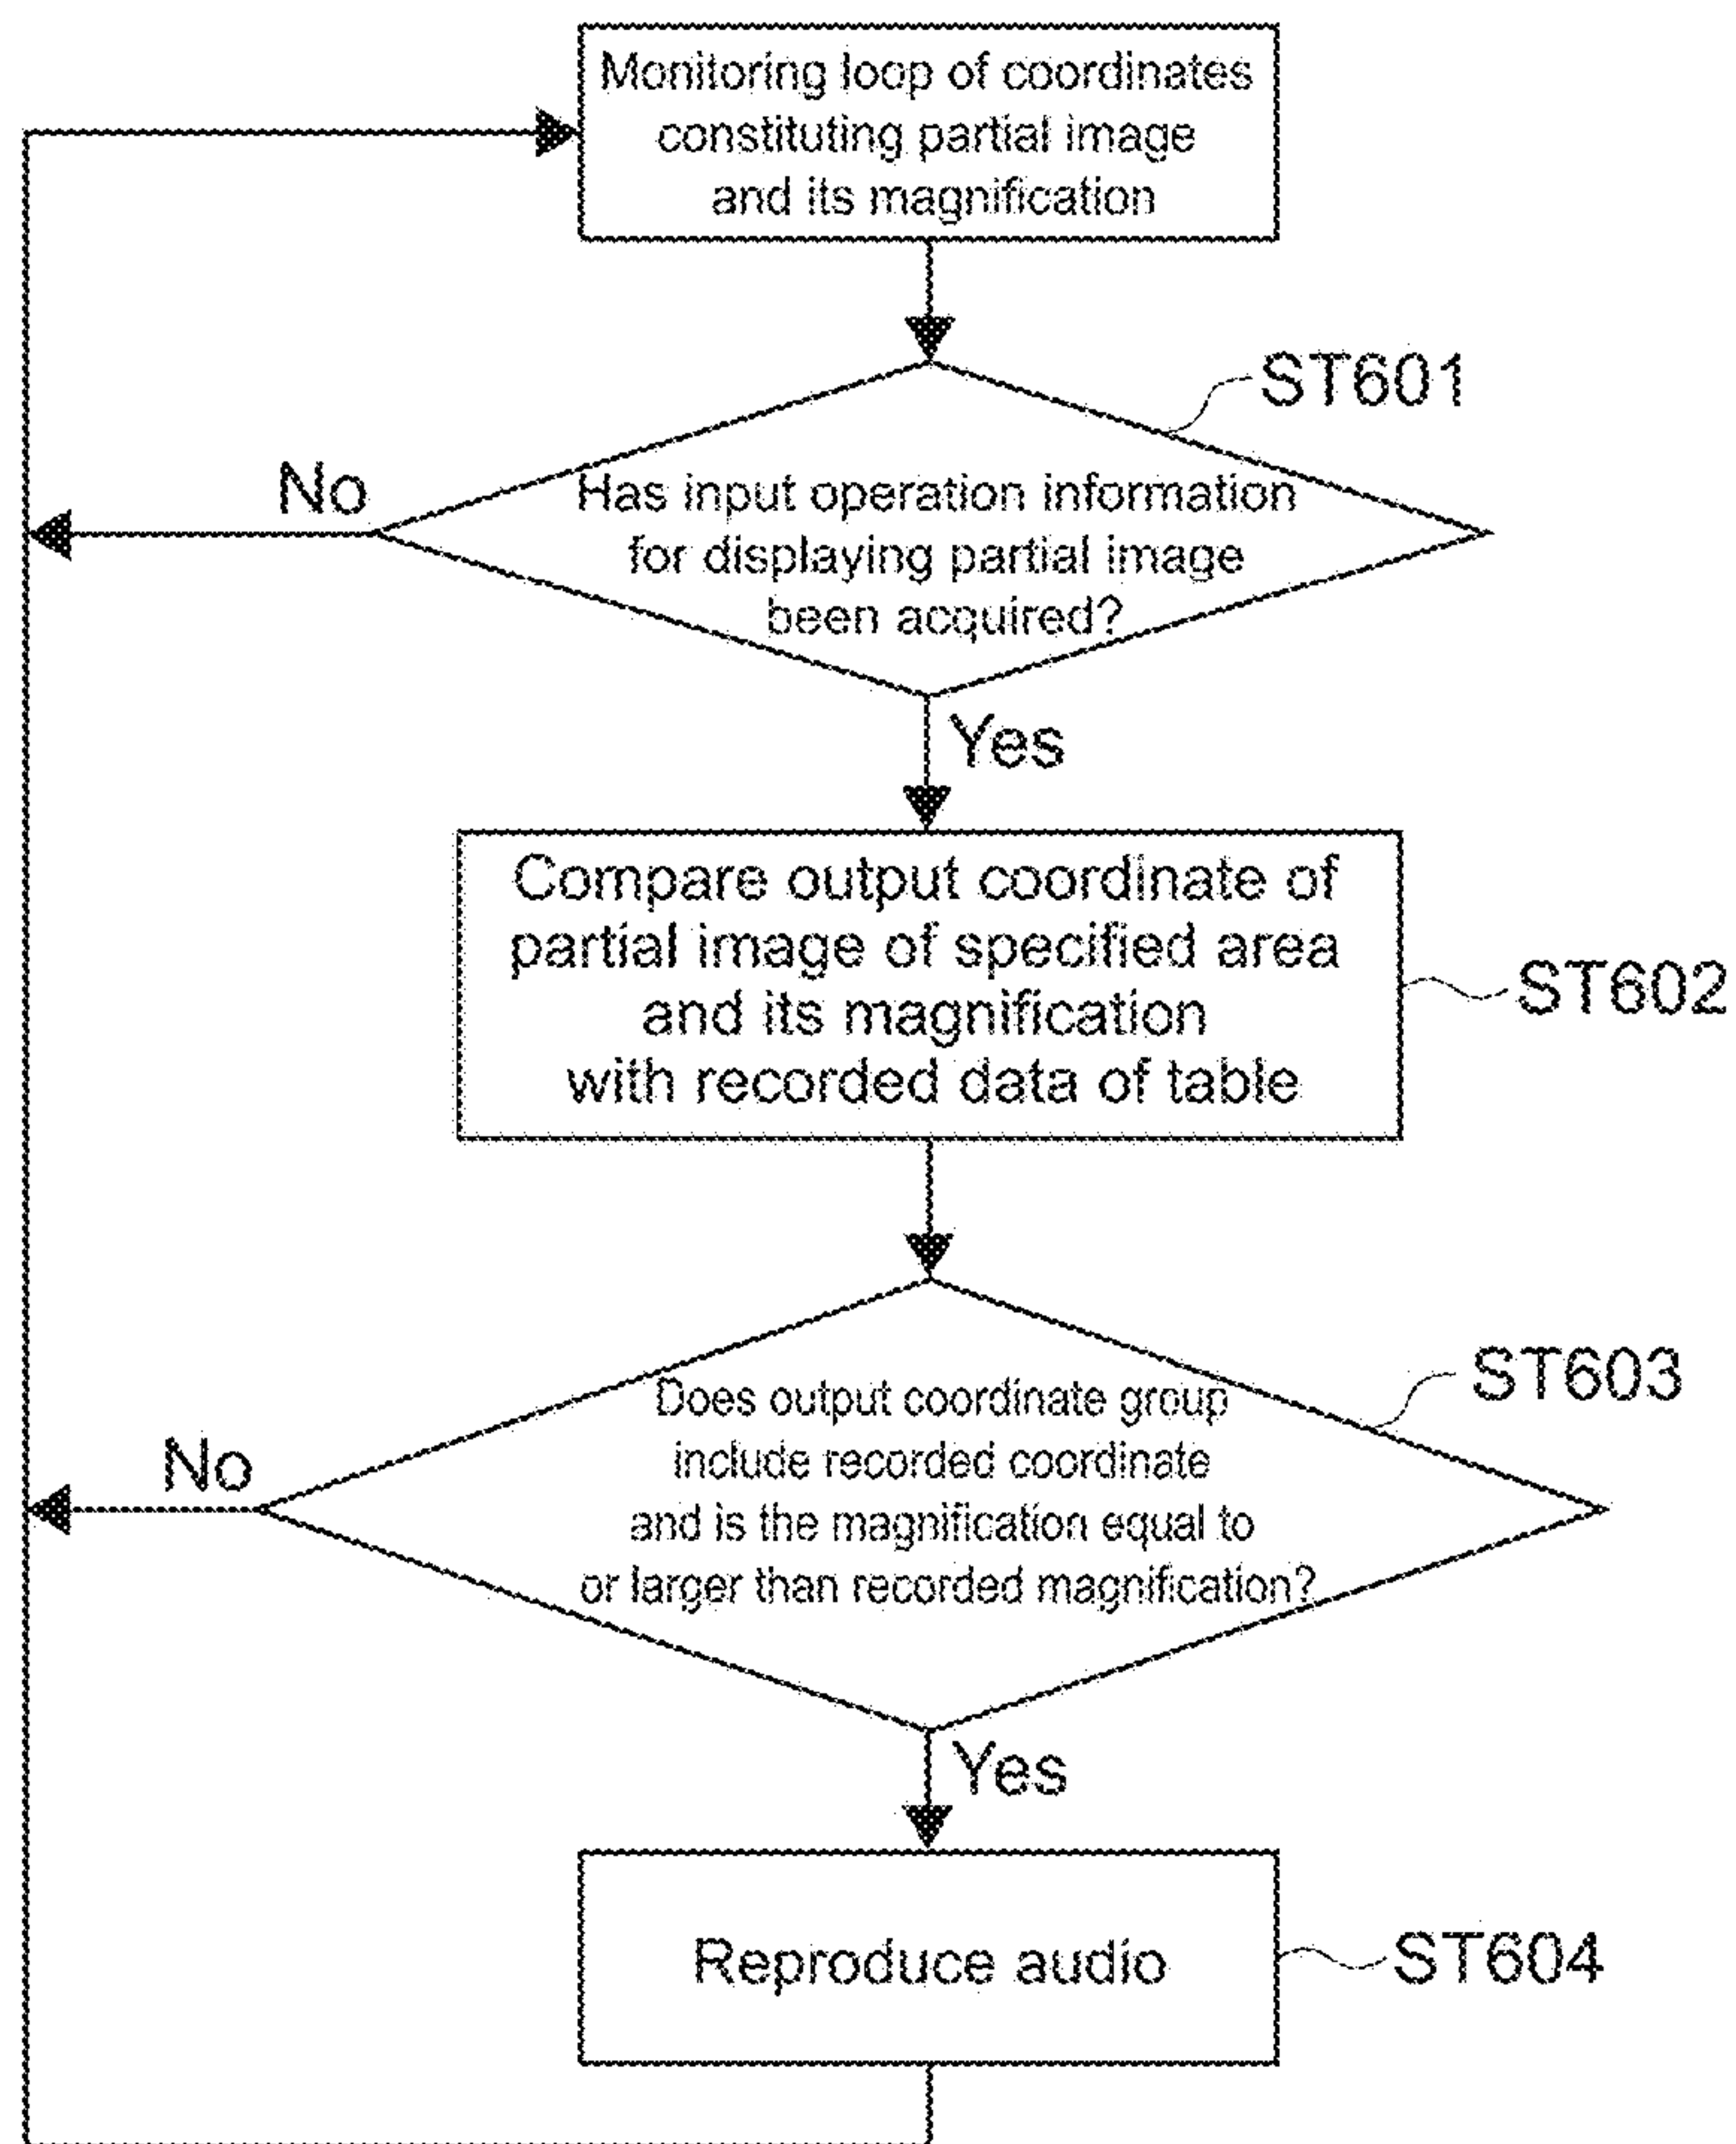 Monitoring loop of coordinates
constituting partial image
and its magnification
ST601
No
Has input operation information
for displaying partial image
been acquired?
Yes
Compare output coordinate of
partial image of specified area
and its magnification
with recorded data of table
ST602
ST603
No
Does output coordinate group
include recorded coordinate
and is the magnification equal to
or larger than recorded magnification?
Yes
Reproduce audio
ST604